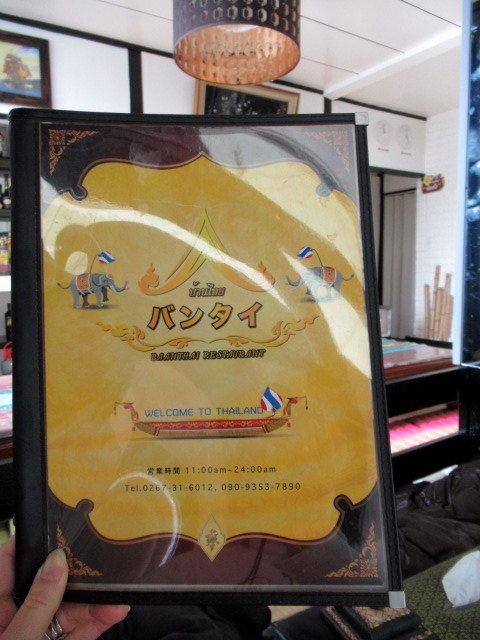 บ้านไทย
バンタイ
BAANTHAI RESTAURANT
WELCOME TO THAILAND
営業時間 11:00am~24:00am
Tel.0267-31-6012, 090-9353-7890